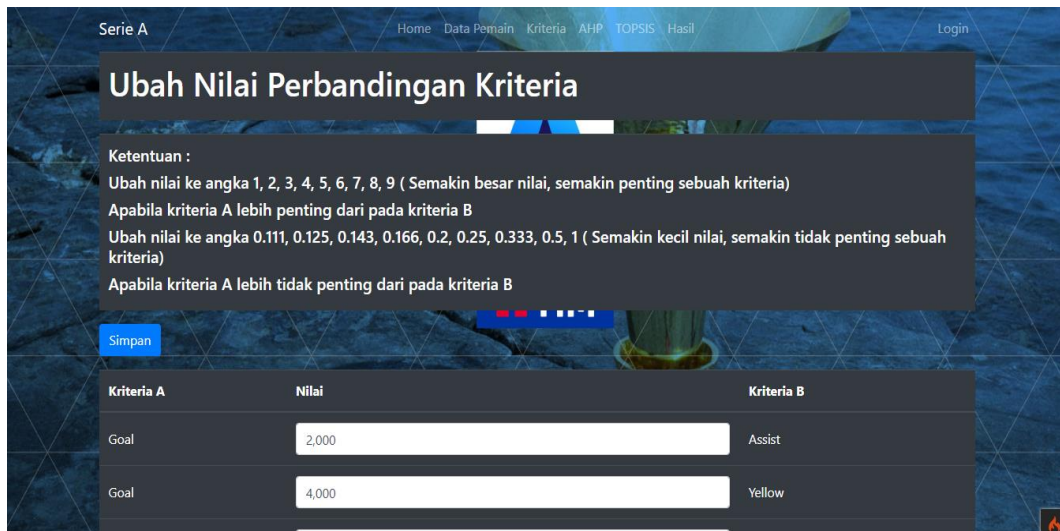 Serie A Home Data Pemain Kriteria AHP TOPSIS Hasil Login
Ubah Nilai Perbandingan Kriteria
Ketentuan :
Ubah nilai ke angka 1, 2, 3, 4, 5, 6, 7, 8, 9 ( Semakin besar nilai, semakin penting sebuah kriteria)
Apabila kriteria A lebih penting dari pada kriteria B
Ubah nilai ke angka 0.111, 0.125, 0.143, 0.166, 0.2, 0.25, 0.333, 0.5, 1 ( Semakin kecil nilai, semakin tidak penting sebuah
kriteria)
Apabila kriteria A lebih tidak penting dari pada kriteria B
Simpan
Kriteria A Nilai Kriteria B
Goal 2,000 Assist
Goal 4,000 Yellow